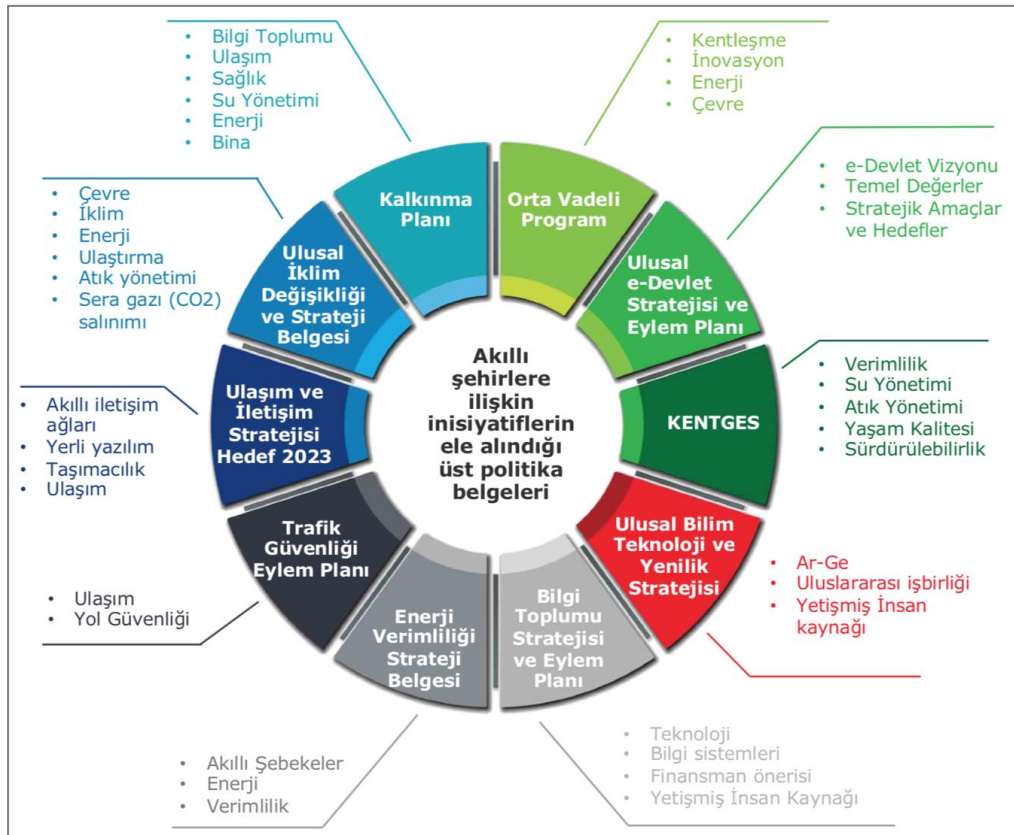 • Bilgi Toplumu
• Ulaşım
• Sağlık
• Su Yönetimi
• Enerji
• Bina
• Kentleşme
• İnovasyon
• Enerji
• Çevre
• e-Devlet Vizyonu
• Temel Değerler
• Stratejik Amaçlar
ve Hedefler
• Çevre
• İklim
• Enerji
• Ulaştırma
• Atık yönetimi
• Sera gazı (CO2)
salınımı
Kalkınma
Planı
Orta Vadeli
Program
Ulusal
İklim
Değişikliği
ve Strateji
Belgesi
Ulusal
e-Devlet
Stratejisi ve
Eylem Planı
Akıllı
şehirlere
ilişkin
inisiyatiflerin
ele alındığı
üst politika
belgeleri
Ulaşım ve
İletişim
Stratejisi
Hedef 2023
KENTGES
• Verimlilik
• Su Yönetimi
• Atık Yönetimi
• Yaşam Kalitesi
• Sürdürülebilirlik
• Akıllı iletişim
ağları
• Yerli yazılım
• Taşımacılık
• Ulaşım
Trafik
Güvenliği
Eylem Planı
Ulusal Bilim
Teknoloji ve
Yenilik
Stratejisi
• Ar-Ge
• Uluslararası işbirliği
• Yetişmiş İnsan
kaynağı
• Ulaşım
• Yol Güvenliği
Enerji
Verimliliği
Strateji
Belgesi
Bilgi
Toplumu
Stratejisi
ve Eylem
Planı
• Akıllı Şebekeler
• Enerji
• Verimlilik
• Teknoloji
• Bilgi sistemleri
• Finansman önerisi
• Yetişmiş İnsan Kaynağı